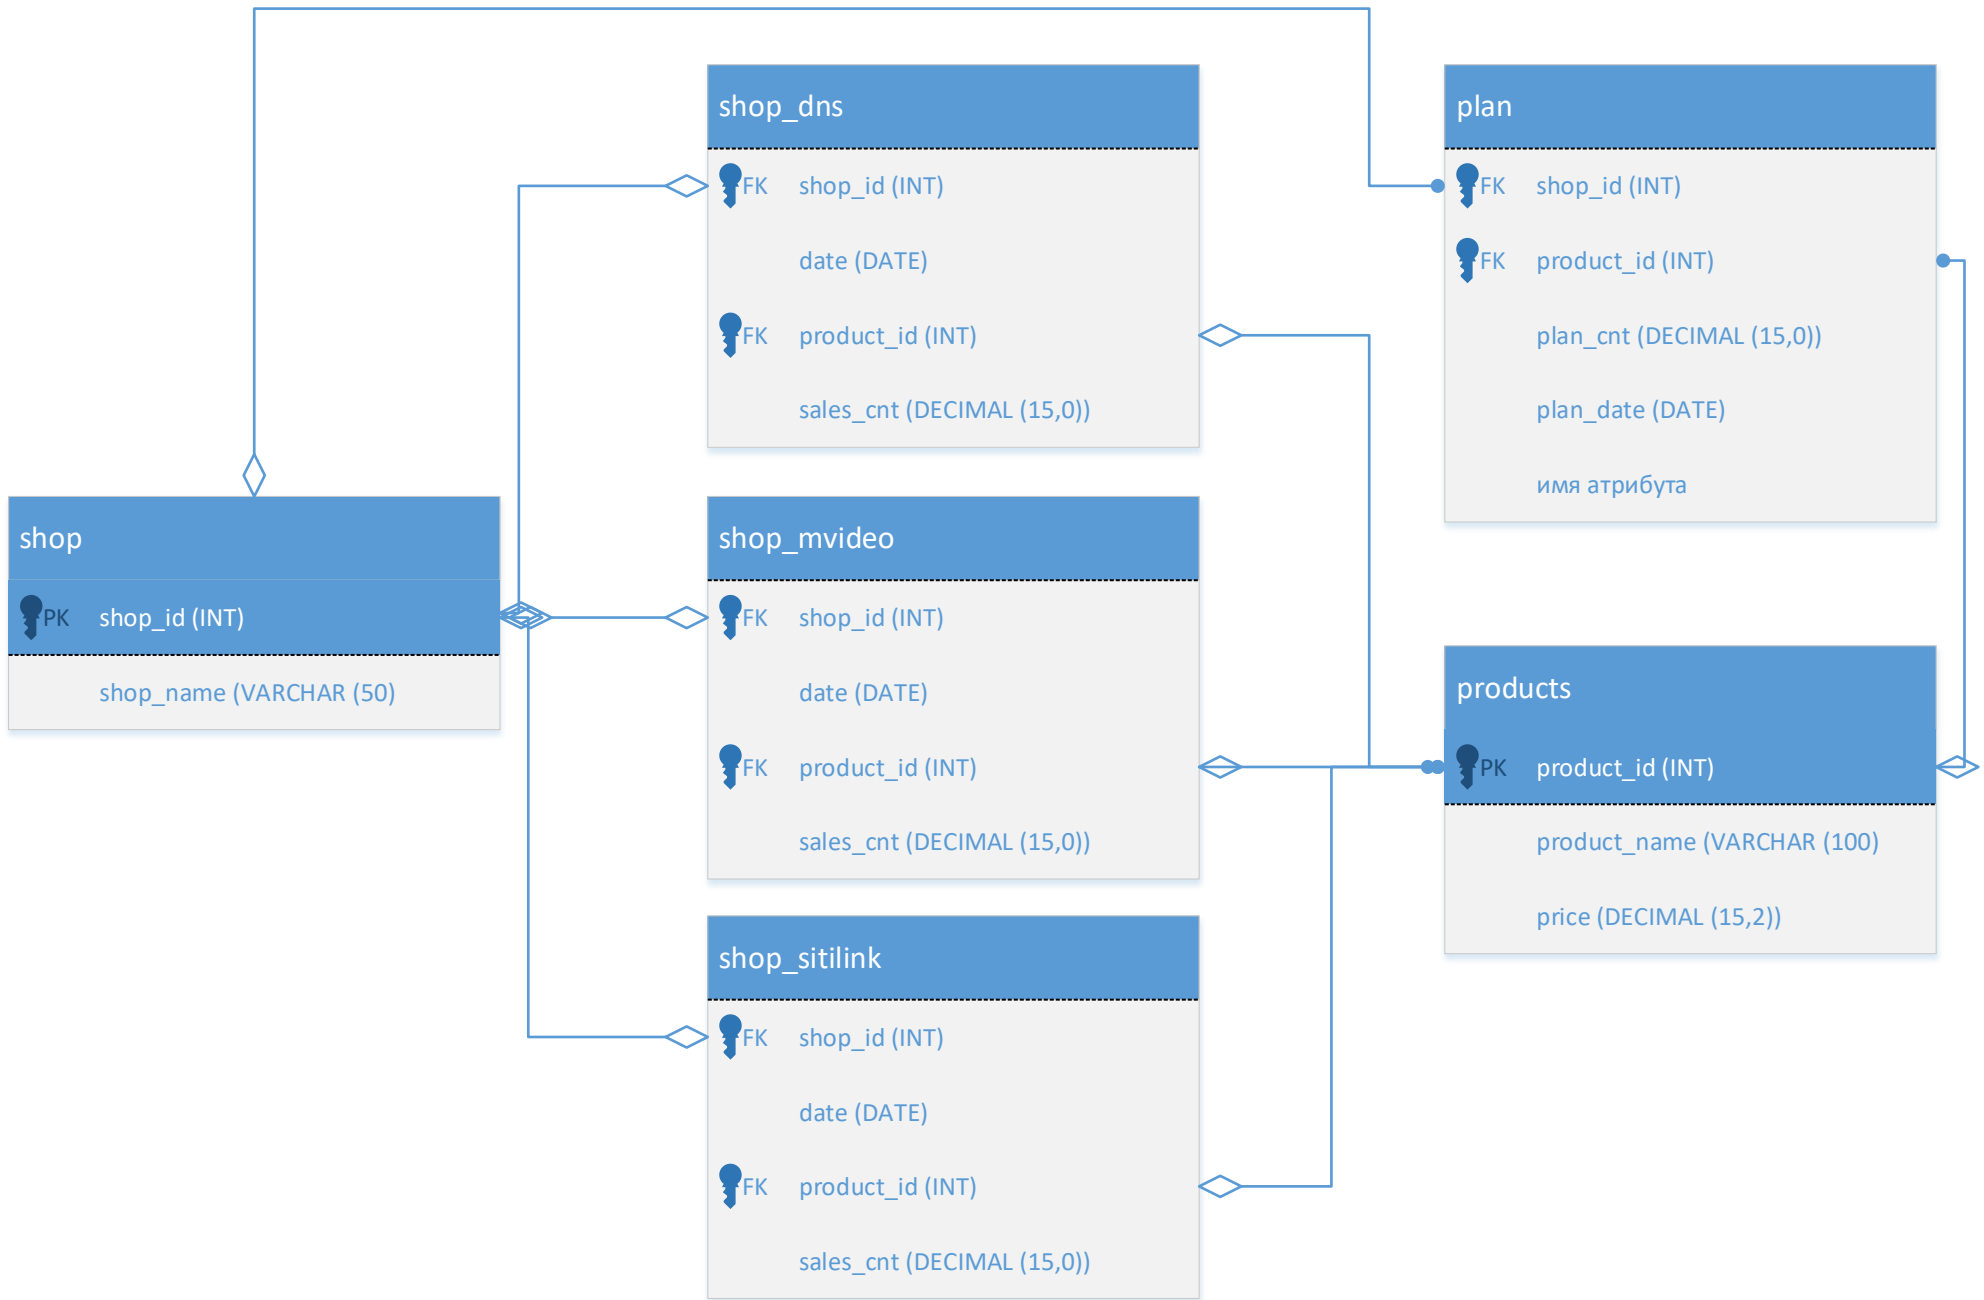 shop_dns
FK shop_id (INT)
date (DATE)
FK product_id (INT)
sales_cnt (DECIMAL (15,0))
plan
FK shop_id (INT)
FK product_id (INT)
plan_cnt (DECIMAL (15,0))
plan_date (DATE)
имя атрибута
shop
PK shop_id (INT)
shop_name (VARCHAR (50)
shop_mvideo
FK shop_id (INT)
date (DATE)
FK product_id (INT)
sales_cnt (DECIMAL (15,0))
products
PK product_id (INT)
product_name (VARCHAR (100)
price (DECIMAL (15,2))
shop_sitilink
FK shop_id (INT)
date (DATE)
FK product_id (INT)
sales_cnt (DECIMAL (15,0))